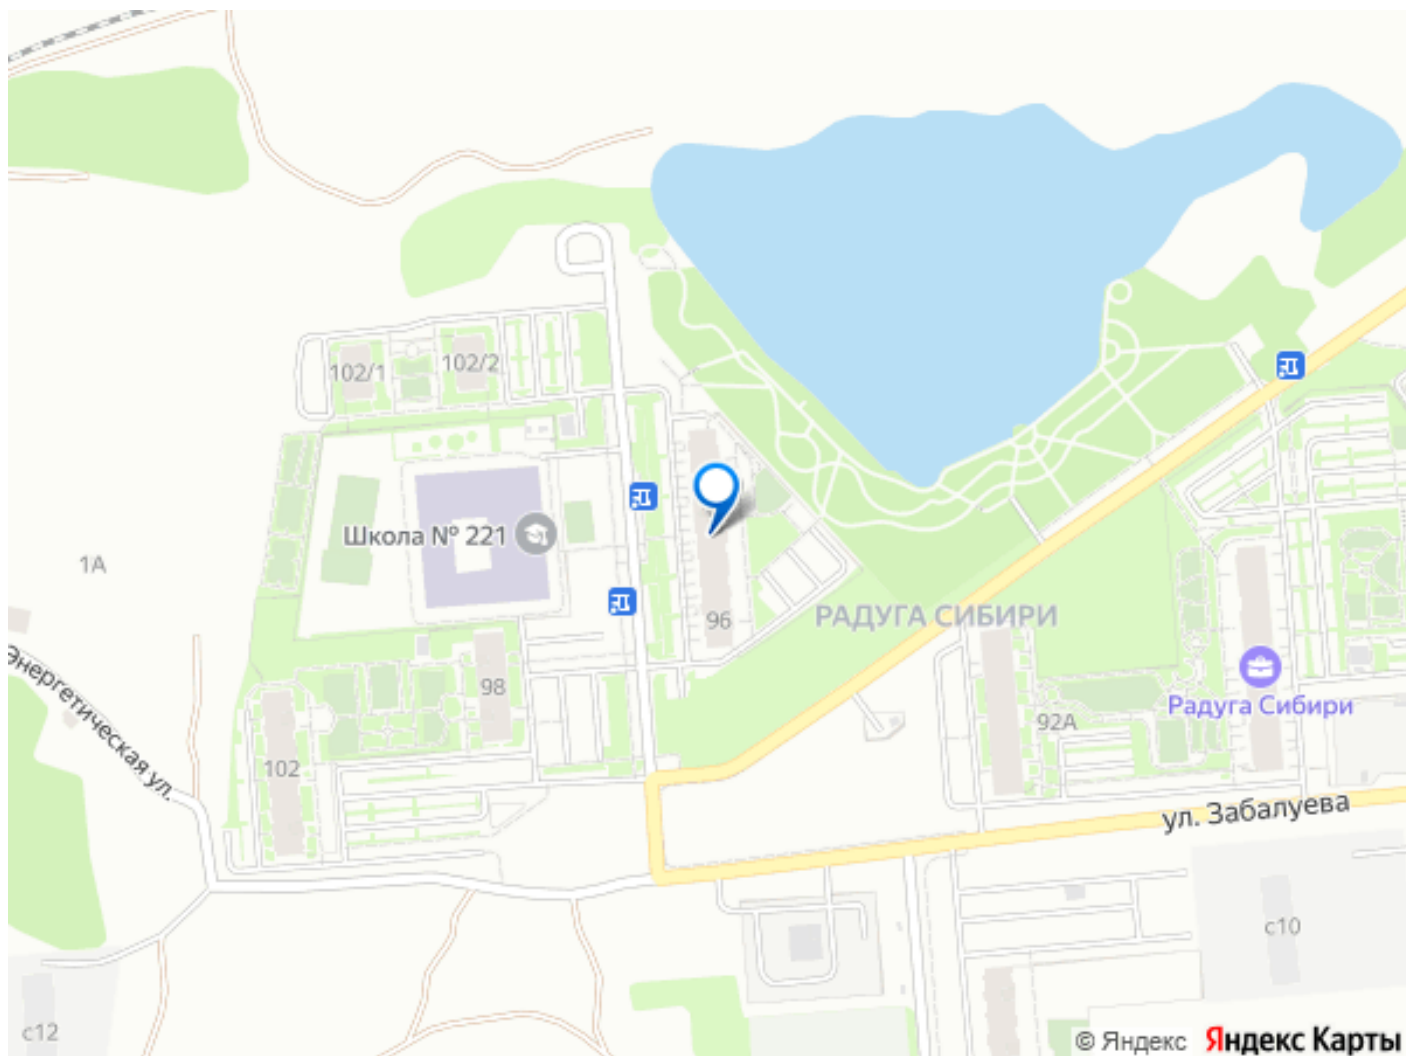 102/1
102/2
Школа № 221
1А
96
РАДУГА СИБИРИ
Энергетическая ул.
98
Радуга Сибири
92А
102
ул. Забалуева
с10
с12
© Яндекс Яндекс Карты